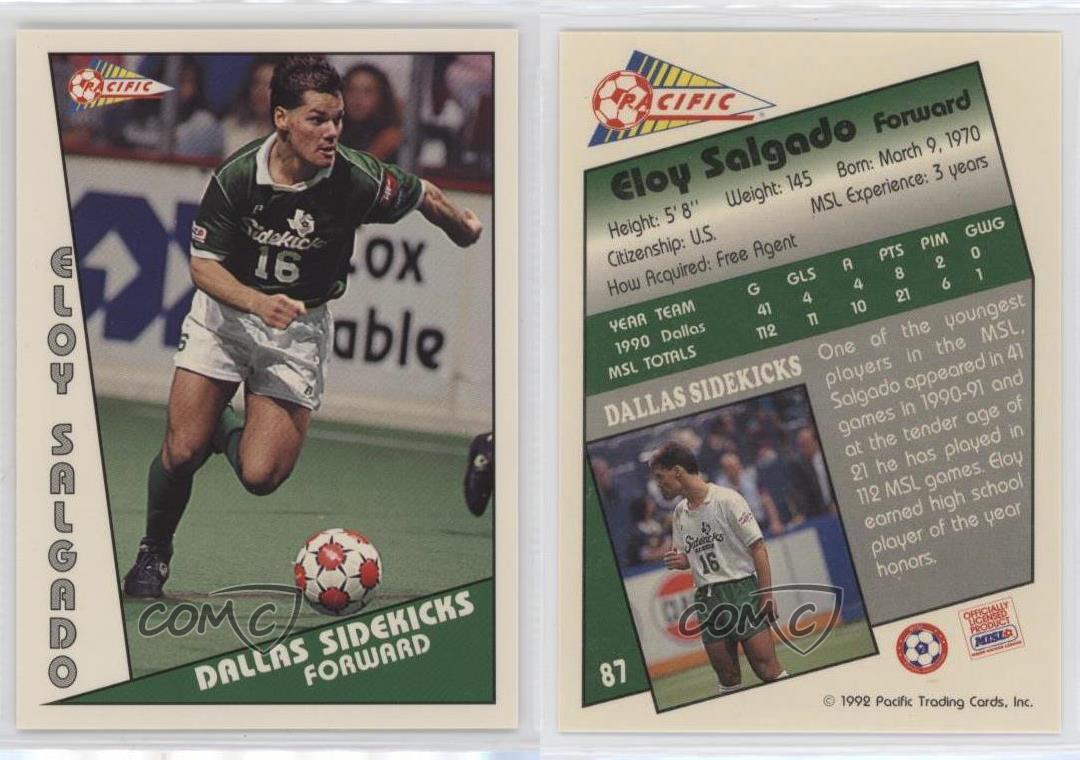 PACIFIC
ELOY SALGADO
Sidekicks
16
16
ox
able
DALLAS SIDEKICKS
FORWARD
COMC
PACIFIC
Eloy Salgado Forward
Height: 5' 8" Weight: 145 Born: March 9, 1970
Citizenship: U.S. MSL Experience: 3 years
How Acquired: Free Agent
YEAR TEAM G GLS A PTS PIM GWG
1990 Dallas 41 4 4 8 2 0
MSL TOTALS 112 11 10 21 6 1
DALLAS SIDEKICKS
One of the youngest
players in the MSL,
Salgado appeared in 41
games in 1990-91 and
at the tender age of
21 he has played in
112 MSL games. Eloy
earned high school
player of the year
honors.
Sidekicks
16
COMC
87
OFFICIALLY
LICENSED
PRODUCT
MISL
© 1992 Pacific Trading Cards, Inc.